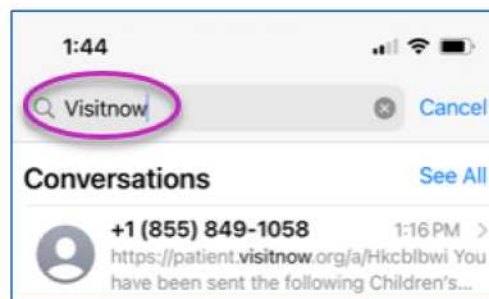 1:44
Visitnow
Cancel
Conversations
See All
+1 (855) 849-1058
1:16 PM
https://patient.visitnow.org/a/Hkcblbwi You
have been sent the following Children's...